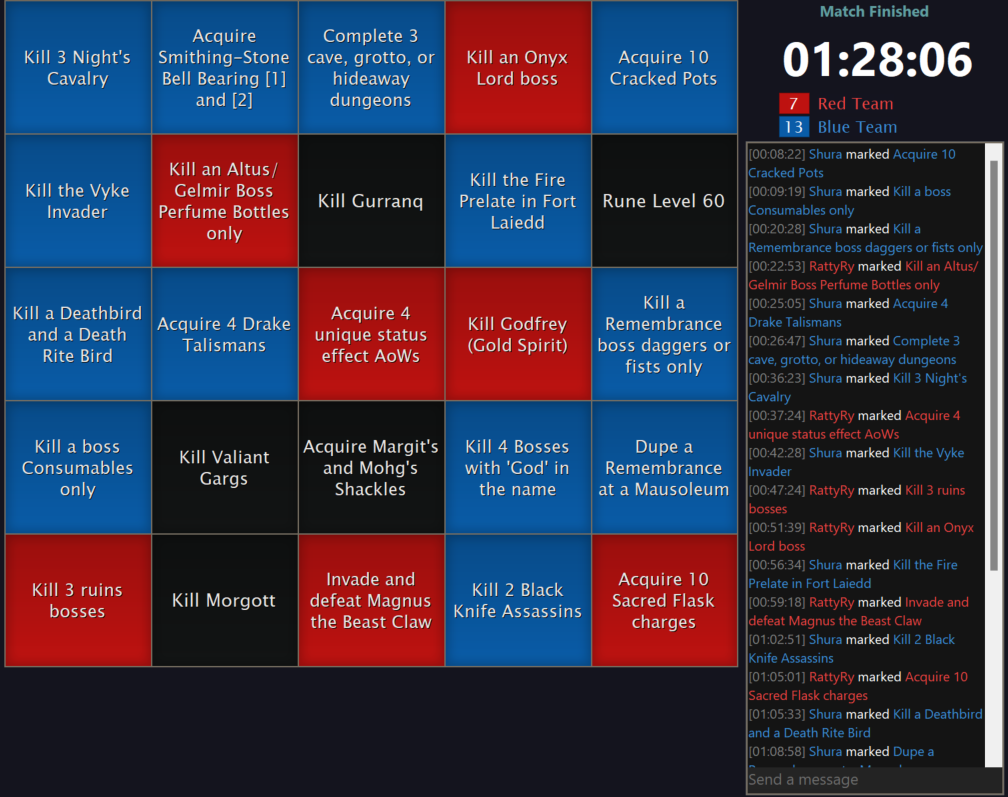 Kill 3 Night's
Cavalry
Acquire
Smithing-Stone
Bell Bearing [1]
and [2]
Complete 3
cave, grotto, or
hideaway
dungeons
Kill an Onyx
Lord boss
Acquire 10
Cracked Pots
Kill the Vyke
Invader
Kill an Altus/
Gelmir Boss
Perfume Bottles
only
Kill Gurranq
Kill the Fire
Prelate in Fort
Laiedd
Rune Level 60
Kill a Deathbird
and a Death
Rite Bird
Acquire 4 Drake
Talismans
Acquire 4
unique status
effect AoWs
Kill Godfrey
(Gold Spirit)
Kill a
Remembrance
boss daggers or
fists only
Kill a boss
Consumables
only
Kill Valiant
Gargs
Acquire Margit's
and Mohg's
Shackles
Kill 4 Bosses
with 'God' in
the name
Dupe a
Remembrance
at a Mausoleum
Kill 3 ruins
bosses
Kill Morgott
Invade and
defeat Magnus
the Beast Claw
Kill 2 Black
Knife Assassins
Acquire 10
Sacred Flask
charges
Match Finished
01:28:06
7 Red Team
13 Blue Team
[00:08:22] Shura marked Acquire 10
Cracked Pots
[00:09:19] Shura marked Kill a boss
Consumables only
[00:20:28] Shura marked Kill a
Remembrance boss daggers or fists only
[00:22:53] RattyRy marked Kill an Altus/
Gelmir Boss Perfume Bottles only
[00:25:05] Shura marked Acquire 4
Drake Talismans
[00:26:47] Shura marked Complete 3
cave, grotto, or hideaway dungeons
[00:36:23] Shura marked Kill 3 Night's
Cavalry
[00:37:24] RattyRy marked Acquire 4
unique status effect AoWs
[00:42:28] Shura marked Kill the Vyke
Invader
[00:47:24] RattyRy marked Kill 3 ruins
bosses
[00:51:39] RattyRy marked Kill an Onyx
Lord boss
[00:56:34] Shura marked Kill the Fire
Prelate in Fort Laiedd
[00:59:18] RattyRy marked Invade and
defeat Magnus the Beast Claw
[01:02:51] Shura marked Kill 2 Black
Knife Assassins
[01:05:01] RattyRy marked Acquire 10
Sacred Flask charges
[01:05:33] Shura marked Kill a Deathbird
and a Death Rite Bird
[01:08:58] Shura marked Dupe a
Send a message